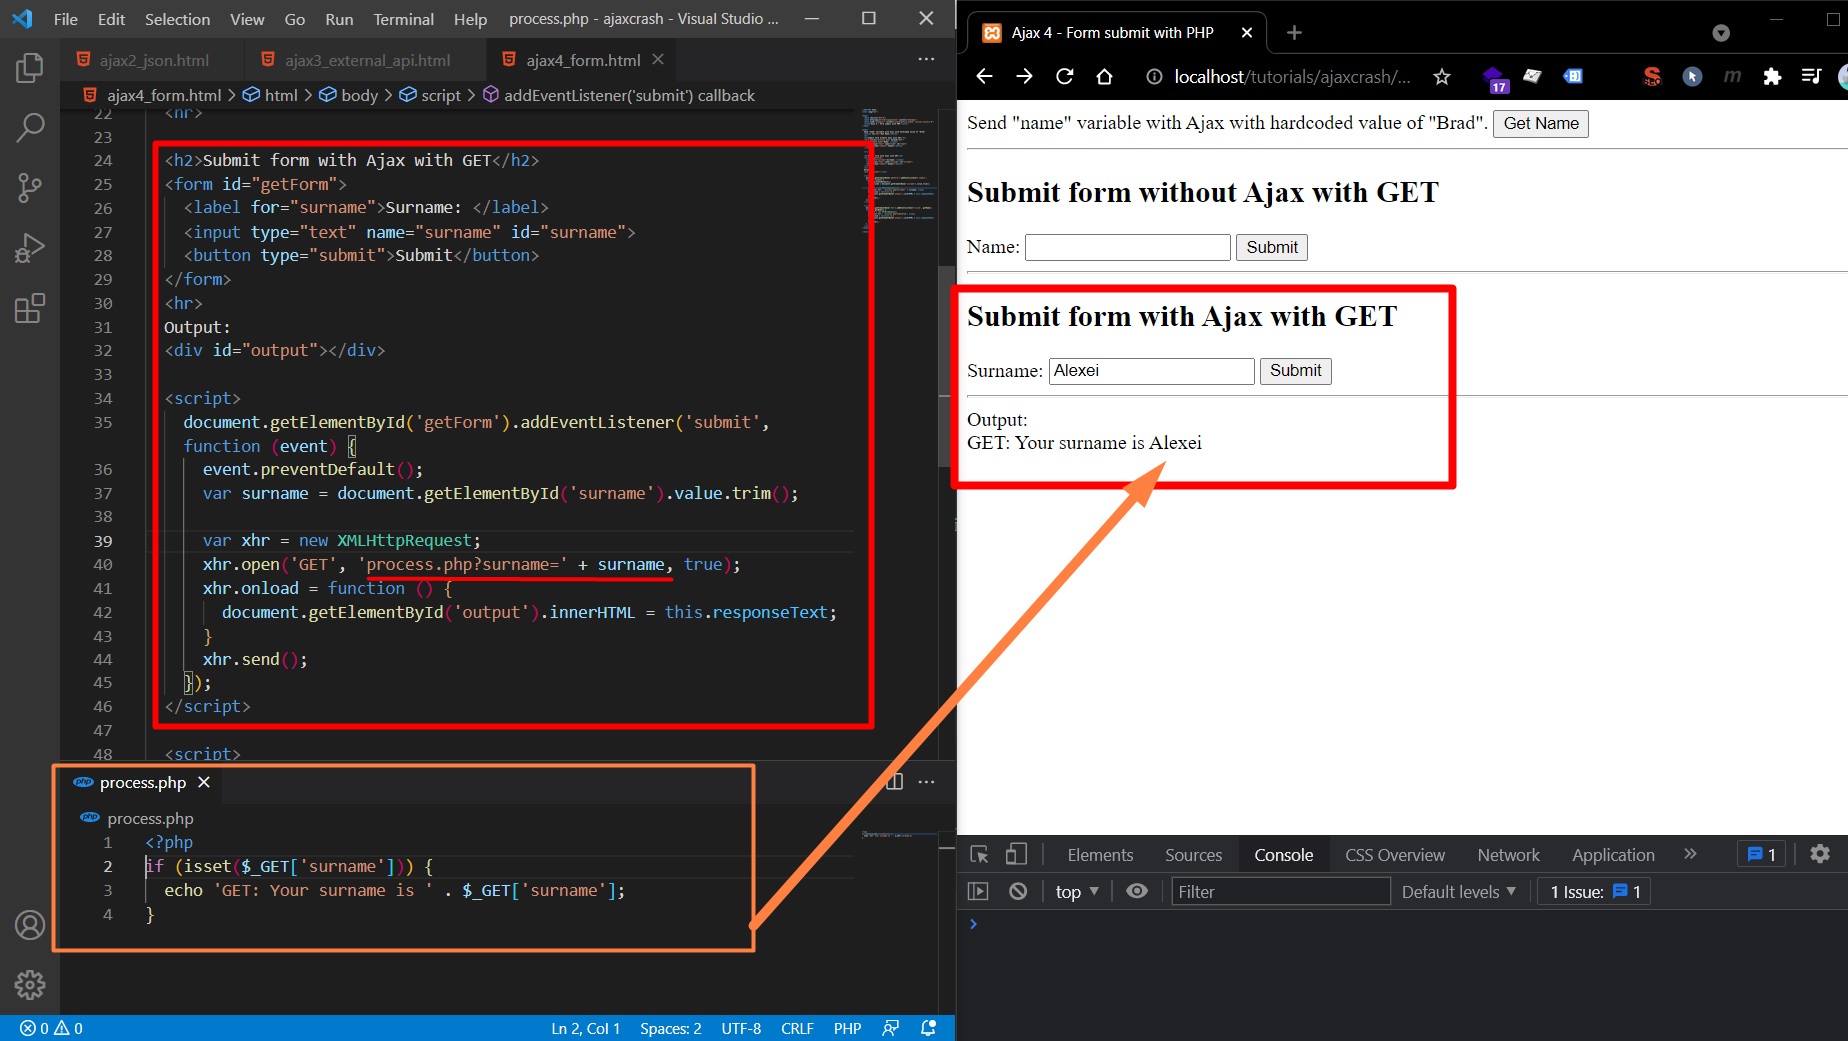 File Edit Selection View Go Run Terminal Help process.php - ajaxcrash - Visual Studio ...
ajax2_json.html ajax3_external_api.html ajax4_form.html
ajax4_form.html > html > body > script > addEventListener('submit') callback
22 <hr>
23
24 <h2>Submit form with Ajax with GET</h2>
25 <form id="getForm">
26 <label for="surname">Surname: </label>
27 <input type="text" name="surname" id="surname">
28 <button type="submit">Submit</button>
29 </form>
30 <hr>
31 Output:
32 <div id="output"></div>
33
34 <script>
35 document.getElementById('getForm').addEventListener('submit',
function (event) {
36 event.preventDefault();
37 var surname = document.getElementById('surname').value.trim();
38
39 var xhr = new XMLHttpRequest;
40 xhr.open('GET', 'process.php?surname=' + surname, true);
41 xhr.onload = function () {
42 document.getElementById('output').innerHTML = this.responseText;
43 }
44 xhr.send();
45 });
46 </script>
47
48 <script>
php process.php
php process.php
1 <?php
2 if (isset($_GET['surname'])) {
3 echo 'GET: Your surname is ' . $_GET['surname'];
4 }
0 0 Ln 2, Col 1 Spaces: 2 UTF-8 CRLF PHP
Ajax 4 - Form submit with PHP
localhost/tutorials/ajaxcrash/... 17 SEO m
Send "name" variable with Ajax with hardcoded value of "Brad". Get Name
Submit form without Ajax with GET
Name: Submit
Submit form with Ajax with GET
Surname: Alexei Submit
Output:
GET: Your surname is Alexei
Elements Sources Console CSS Overview Network Application » 1
top Filter Default levels 1 Issue: 1